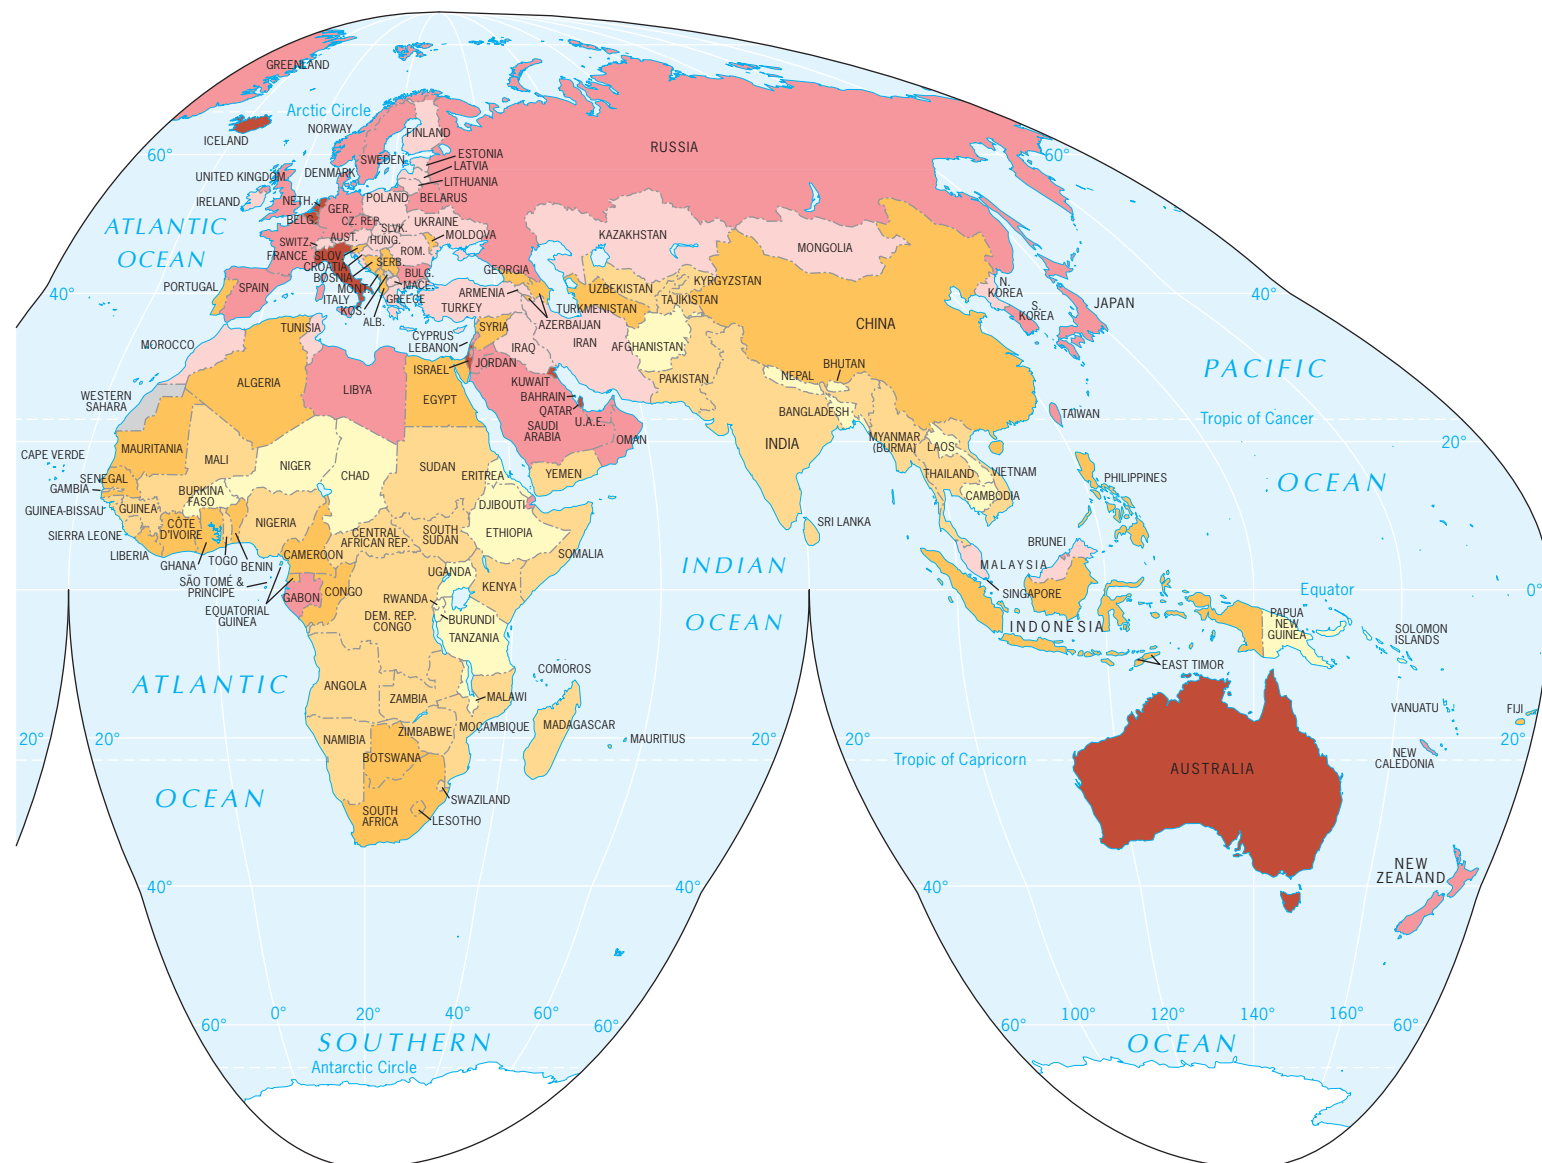 GREENLAND
Arctic Circle
ICELAND
NORWAY
FINLAND
RUSSIA
60°
60°
SWEDEN
ESTONIA
LATVIA
LITHUANIA
DENMARK
UNITED KINGDOM
IRELAND
NETH.
BELG.
GER.
POLAND
BELARUS
CZ. REP.
SLVK.
UKRAINE
MOLDOVA
ATLANTIC
OCEAN
SWITZ.
AUST.
HUNG.
ROM.
FRANCE
SLOV.
CROATIA
BOSNIA
SERB.
MONT.
BULG.
MACE.
GEORGIA
KAZAKHSTAN
MONGOLIA
PORTUGAL
SPAIN
ITALY
KOS.
ALB.
GREECE
ARMENIA
TURKEY
AZERBAIJAN
UZBEKISTAN
TURKMENISTAN
KYRGYZSTAN
TAJIKISTAN
N.
KOREA
S.
KOREA
JAPAN
40°
40°
CHINA
TUNISIA
MOROCCO
CYPRUS
LEBANON
SYRIA
ISRAEL
JORDAN
IRAQ
IRAN
AFGHANISTAN
PAKISTAN
NEPAL
BHUTAN
BANGLADESH
PACIFIC
OCEAN
WESTERN
SAHARA
ALGERIA
LIBYA
EGYPT
KUWAIT
BAHRAIN
QATAR
SAUDI
ARABIA
U.A.E.
OMAN
INDIA
TAIWAN
Tropic of Cancer
20°
CAPE VERDE
MAURITANIA
MALI
NIGER
CHAD
SUDAN
ERITREA
YEMEN
MYANMAR
(BURMA)
LAOS
THAILAND
VIETNAM
CAMBODIA
PHILIPPINES
SENEGAL
GAMBIA
GUINEA-BISSAU
GUINEA
BURKINA
FASO
SIERRA LEONE
LIBERIA
CÔTE
D'IVOIRE
GHANA
TOGO
BENIN
NIGERIA
CAMEROON
CENTRAL
AFRICAN REP.
SOUTH
SUDAN
DJIBOUTI
ETHIOPIA
SOMALIA
SRI LANKA
INDIAN
OCEAN
BRUNEI
MALAYSIA
SINGAPORE
INDONESIA
Equator
0°
SÃO TOMÉ &
PRINCIPE
EQUATORIAL
GUINEA
GABON
CONGO
DEM. REP.
CONGO
UGANDA
KENYA
RWANDA
BURUNDI
TANZANIA
PAPUA
NEW
GUINEA
SOLOMON
ISLANDS
EAST TIMOR
COMOROS
ATLANTIC
OCEAN
ANGOLA
ZAMBIA
MALAWI
MOÇAMBIQUE
MADAGASCAR
MAURITIUS
ZIMBABWE
NAMIBIA
BOTSWANA
SOUTH
AFRICA
SWAZILAND
LESOTHO
VANUATU
FIJI
NEW
CALEDONIA
20°
20°
20°
20°
20°
Tropic of Capricorn
AUSTRALIA
NEW
ZEALAND
40°
40°
40°
60°
0°
20°
40°
60°
60°
60°
100°
120°
140°
160°
60°
SOUTHERN
OCEAN
Antarctic Circle